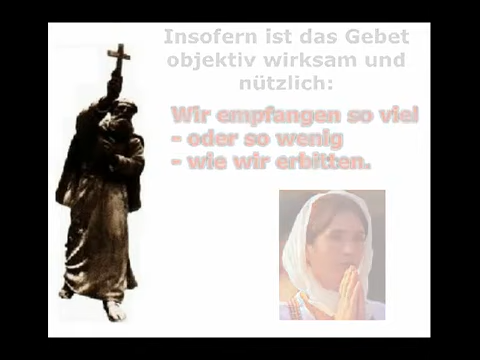 Insofern ist das Gebet
objektiv wirksam und
nützlich:
Wir empfangen so viel
- oder so wenig
- wie wir erbitten.